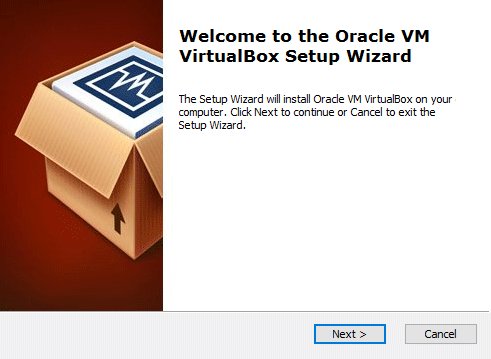 Welcome to the Oracle VM
VirtualBox Setup Wizard
The Setup Wizard will install Oracle VM VirtualBox on your
computer. Click Next to continue or Cancel to exit the
Setup Wizard.
Next >
Cancel